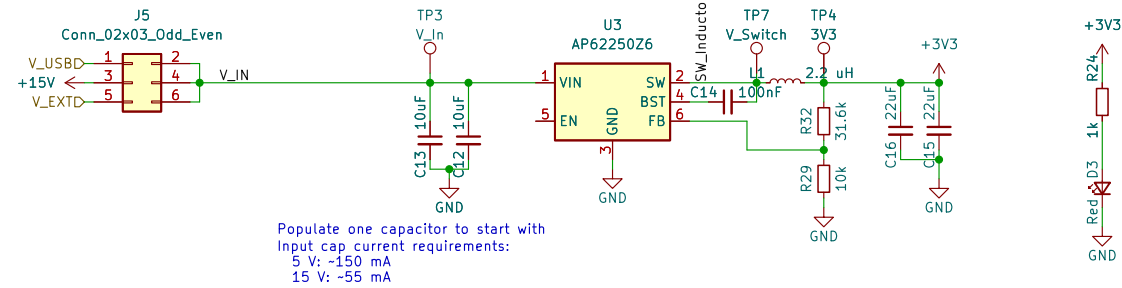 J5
Conn_02x03_Odd_Even
V_USB
1
2
+15V
3
4
V_IN
V_EXT
5
6
TP3
V_In
10uF
10uF
C13
C12
GND
U3
AP62250Z6
1
VIN
SW
2
BST
4
5
EN
FB
6
GND
3
GND
SW_Inducto
TP7
V_Switch
TP4
3V3
L1
2.2 uH
C14
100nF
R32
31.6k
R29
10k
GND
+3V3
22uF
22uF
C16
C15
GND
+3V3
R24
1k
D3
Red
GND
Populate one capacitor to start with
Input cap current requirements:
5 V: ~150 mA
15 V: ~55 mA